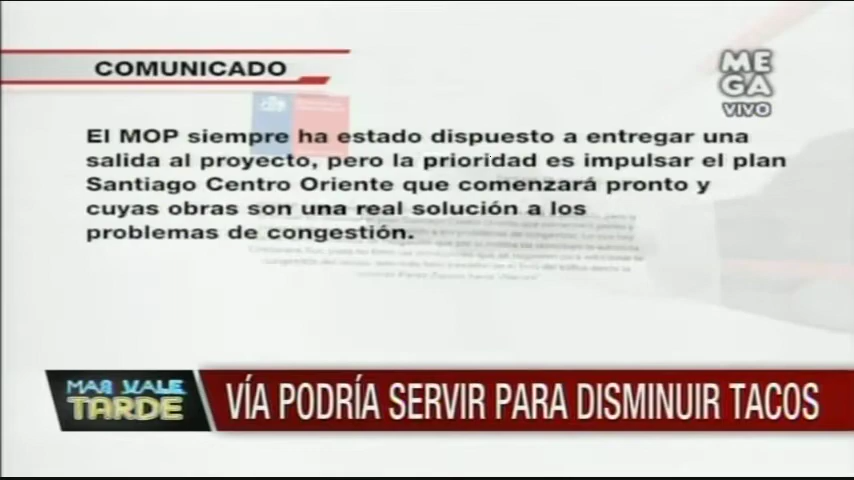 COMUNICADO
ME
GA
VIVO
El MOP siempre ha estado dispuesto a entregar una
salida al proyecto, pero la prioridad es impulsar el plan
Santiago Centro Oriente que comenzará pronto y
cuyas obras son una real solución a los
problemas de congestión.
MAS VALE
TARDE
VÍA PODRÍA SERVIR PARA DISMINUIR TACOS